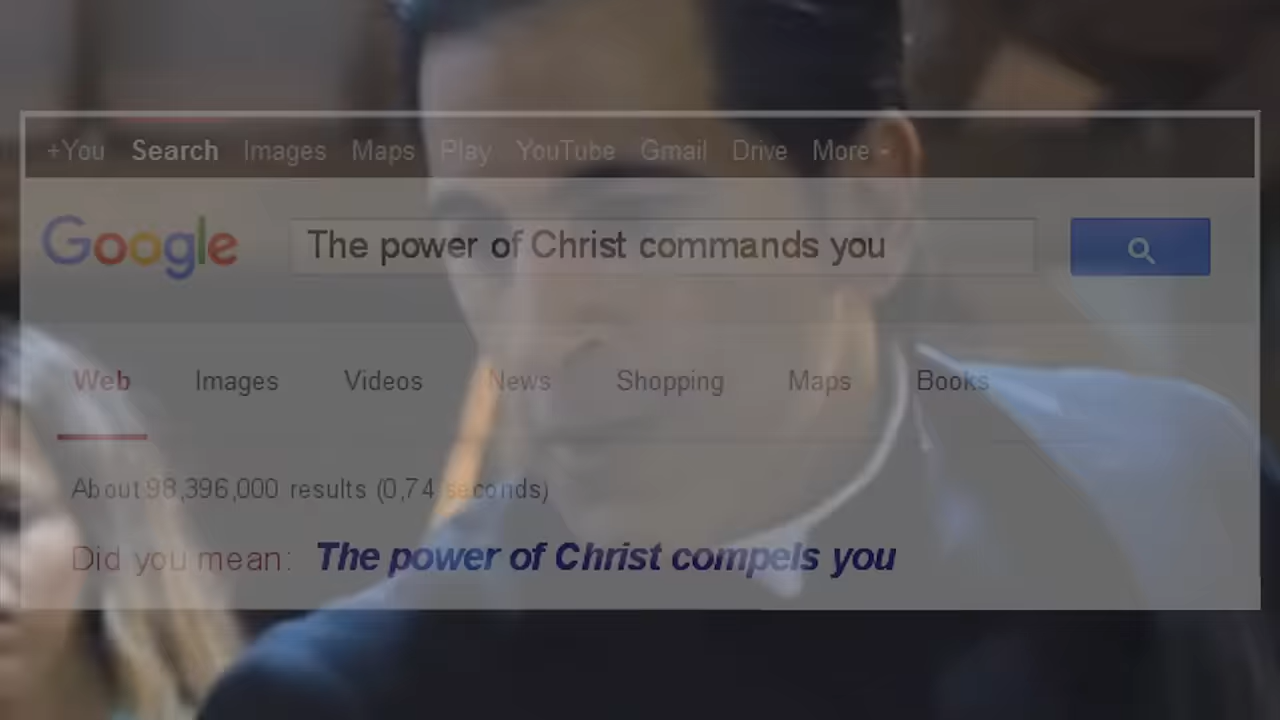 +You Search Images Maps Play YouTube Gmail Drive More
Google The power of Christ commands you
Web Images Videos News Shopping Maps Books
About 98,396,000 results (0,74 seconds)
Did you mean: The power of Christ compels you